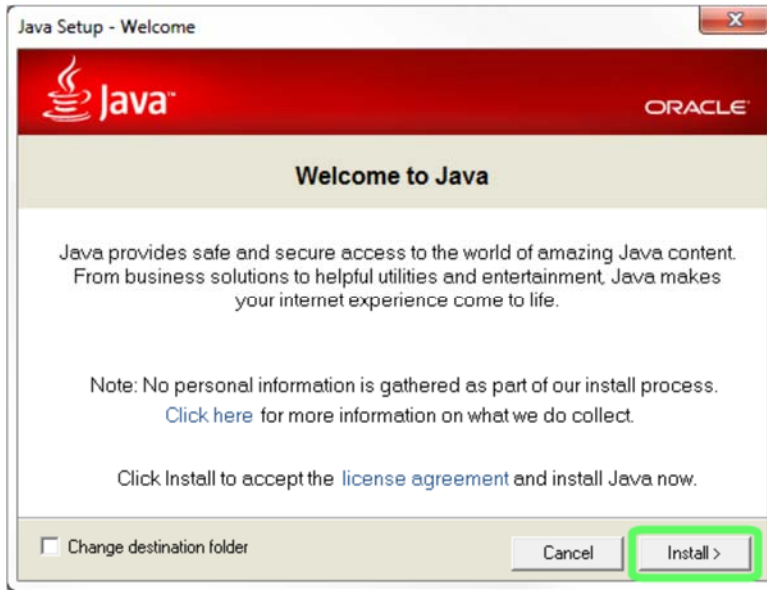 Java Setup - Welcome
Java™
ORACLE®
Welcome to Java
Java provides safe and secure access to the world of amazing Java content.
From business solutions to helpful utilities and entertainment, Java makes
your internet experience come to life.
Note: No personal information is gathered as part of our install process.
Click here for more information on what we do collect.
Click Install to accept the license agreement and install Java now.
Change destination folder
Cancel
Install >